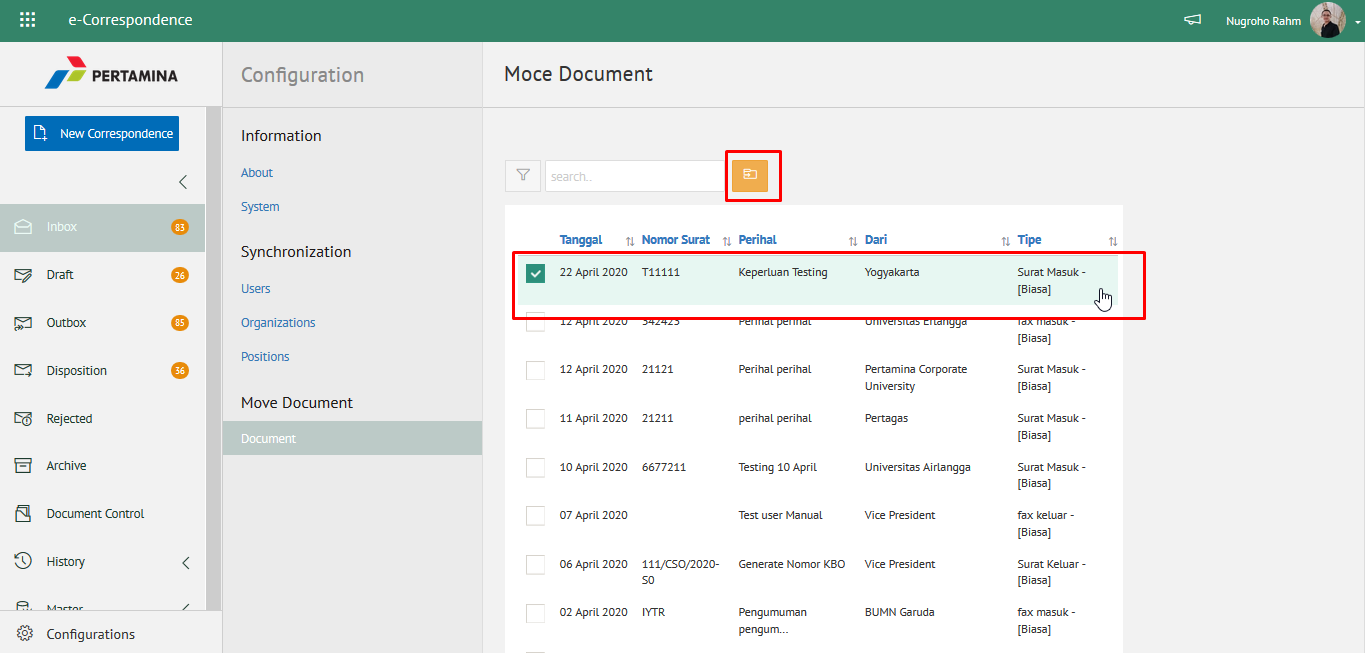 e-Correspondence
Nugroho Rahm
PERTAMINA
Configuration
Moce Document
New Correspondence
Inbox 83
Draft 26
Outbox 85
Disposition 36
Rejected
Archive
Document Control
History
Master
Configurations
Information
About
System
Synchronization
Users
Organizations
Positions
Move Document
Document
search..
Tanggal Nomor Surat Perihal Dari Tipe
22 April 2020 T11111 Keperluan Testing Yogyakarta Surat Masuk -
[Biasa]
12 April 2020 342423 Perihal perihal Universitas Erlangga fax masuk -
[Biasa]
12 April 2020 21121 Perihal perihal Pertamina Corporate Surat Masuk -
University [Biasa]
11 April 2020 21211 perihal perihal Pertagas Surat Masuk -
[Biasa]
10 April 2020 6677211 Testing 10 April Universitas Airlangga Surat Masuk -
[Biasa]
07 April 2020 Test user Manual Vice President fax keluar -
[Biasa]
06 April 2020 111/CSO/2020- Generate Nomor KBO Vice President Surat Keluar -
S0 [Biasa]
02 April 2020 IYTR Pengumuman BUMN Garuda fax masuk -
pengum... [Biasa]